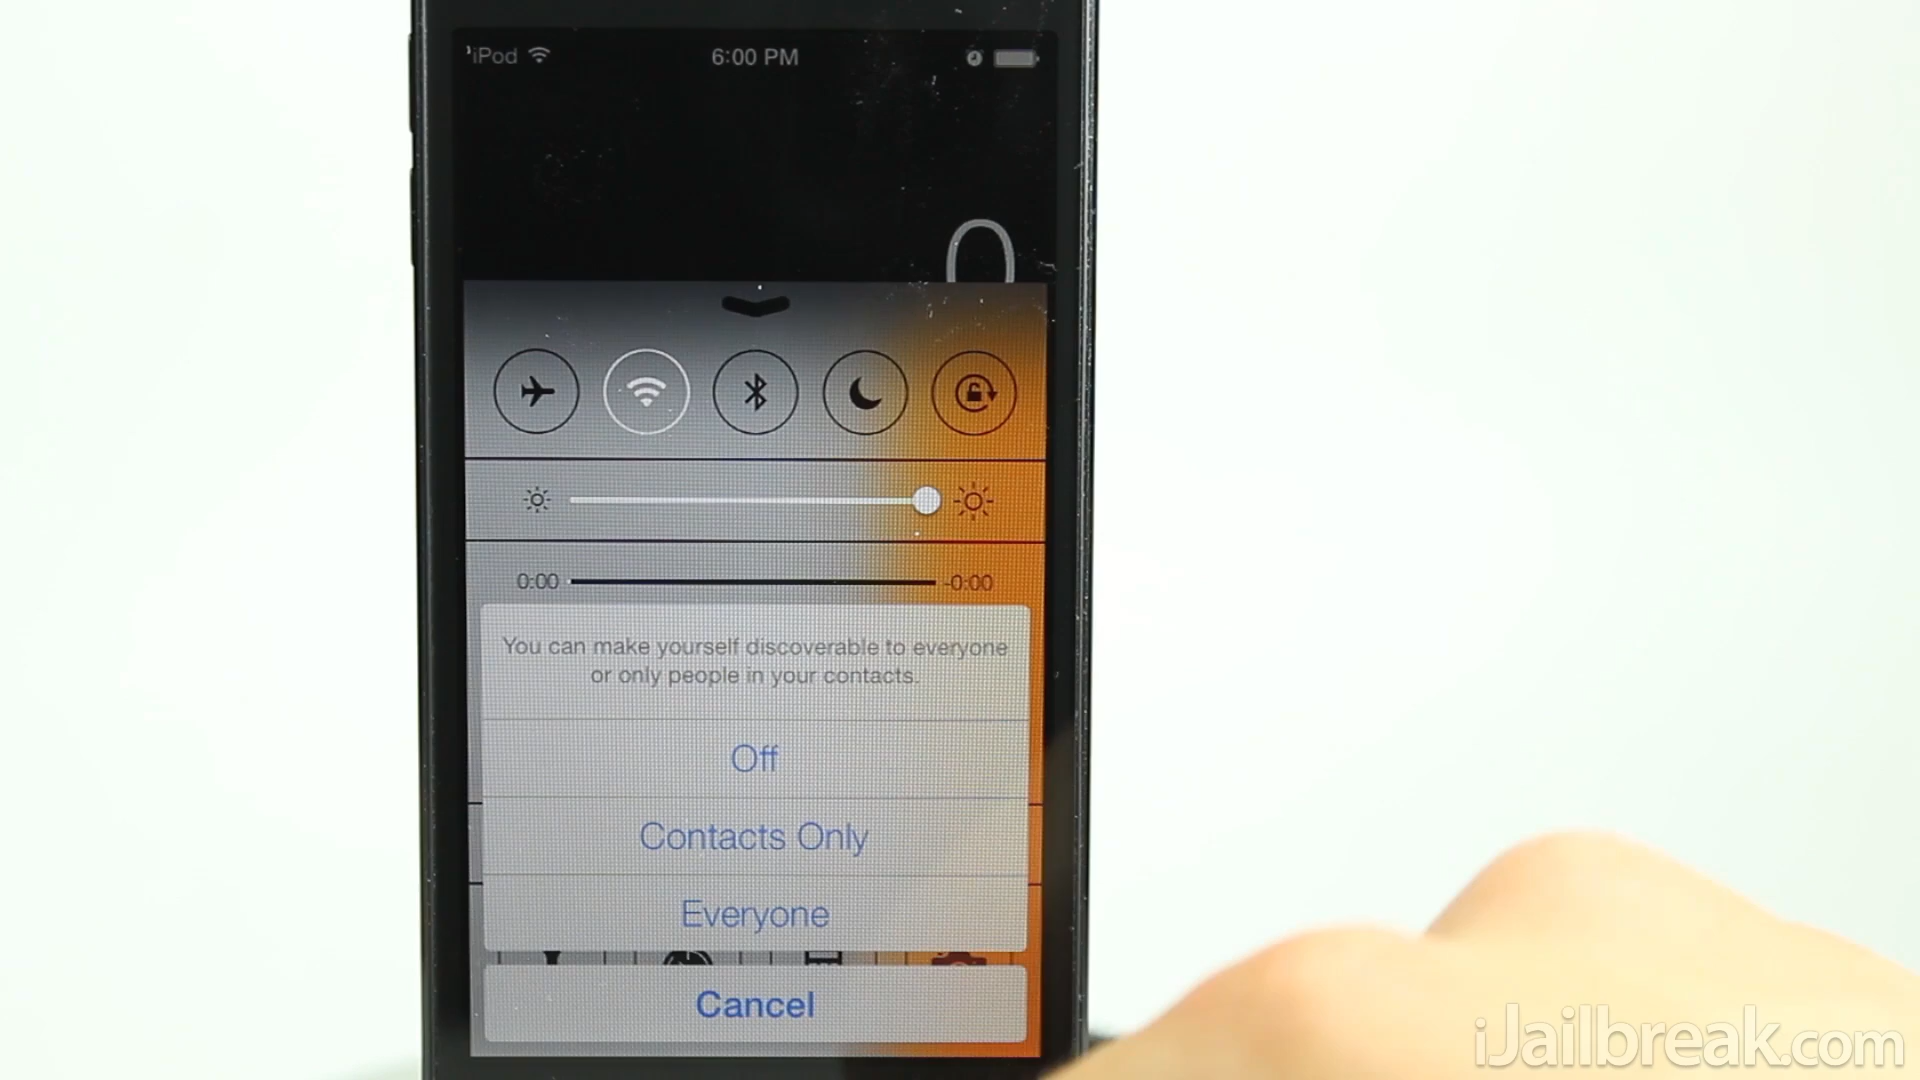 iPod 6:00 PM
0
0:00 -0:00
You can make yourself discoverable to everyone
or only people in your contacts.
Off
Contacts Only
Everyone
Cancel
iJailbreak.com